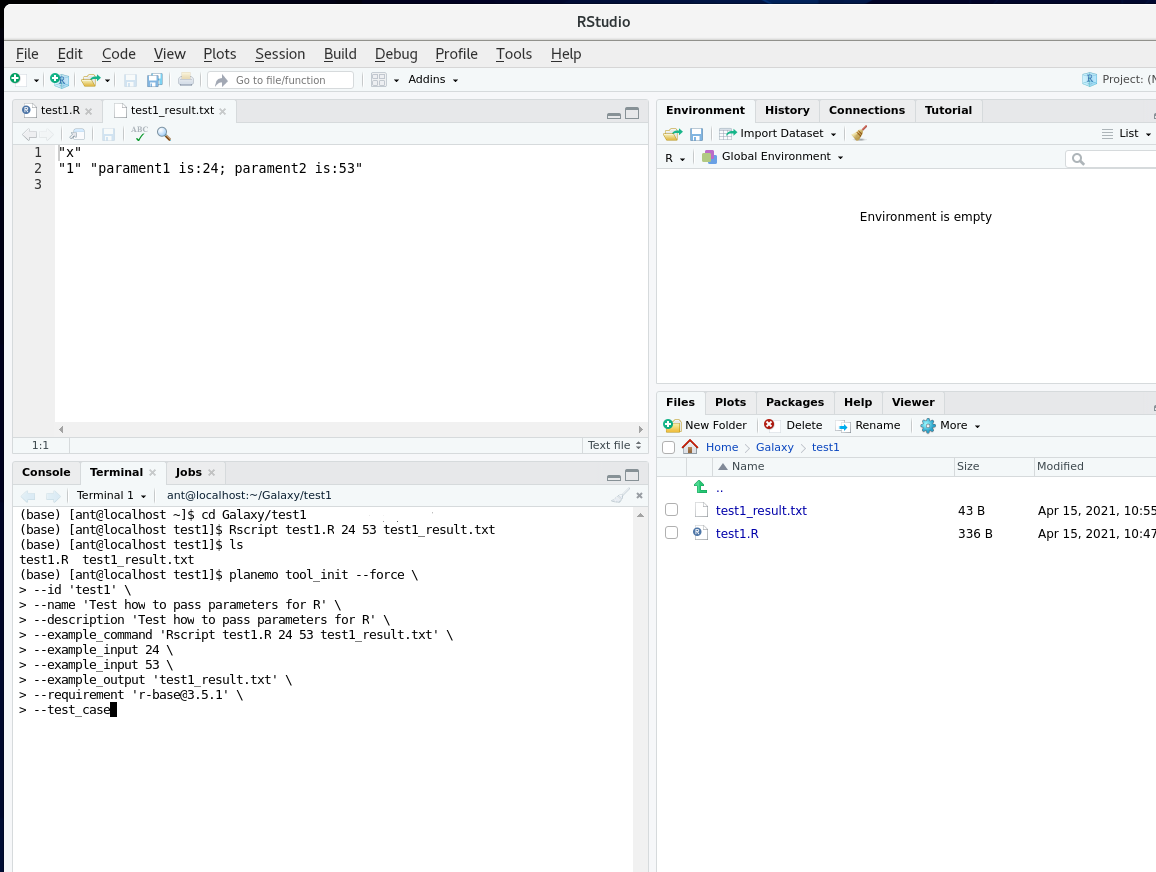 RStudio
File Edit Code View Plots Session Build Debug Profile Tools Help
Go to file/function Addins
Project: (N
test1.R test1_result.txt
ABC
1 "x"
2 "1" "parament1 is:24; parament2 is:53"
3
1:1 Text file
Console Terminal Jobs
Terminal 1 ant@localhost:~/Galaxy/test1
(base) [ant@localhost ~]$ cd Galaxy/test1
(base) [ant@localhost test1]$ Rscript test1.R 24 53 test1_result.txt
(base) [ant@localhost test1]$ ls
test1.R test1_result.txt
(base) [ant@localhost test1]$ planemo tool_init --force \
> --id 'test1' \
> --name 'Test how to pass parameters for R' \
> --description 'Test how to pass parameters for R' \
> --example_command 'Rscript test1.R 24 53 test1_result.txt' \
> --example_input 24 \
> --example_input 53 \
> --example_output 'test1_result.txt' \
> --requirement 'r-base@3.5.1' \
> --test_case
Environment History Connections Tutorial
Import Dataset List
R Global Environment
Environment is empty
Files Plots Packages Help Viewer
New Folder Delete Rename More
Home Galaxy test1
Name Size Modified
..
test1_result.txt 43 B Apr 15, 2021, 10:55
test1.R 336 B Apr 15, 2021, 10:47